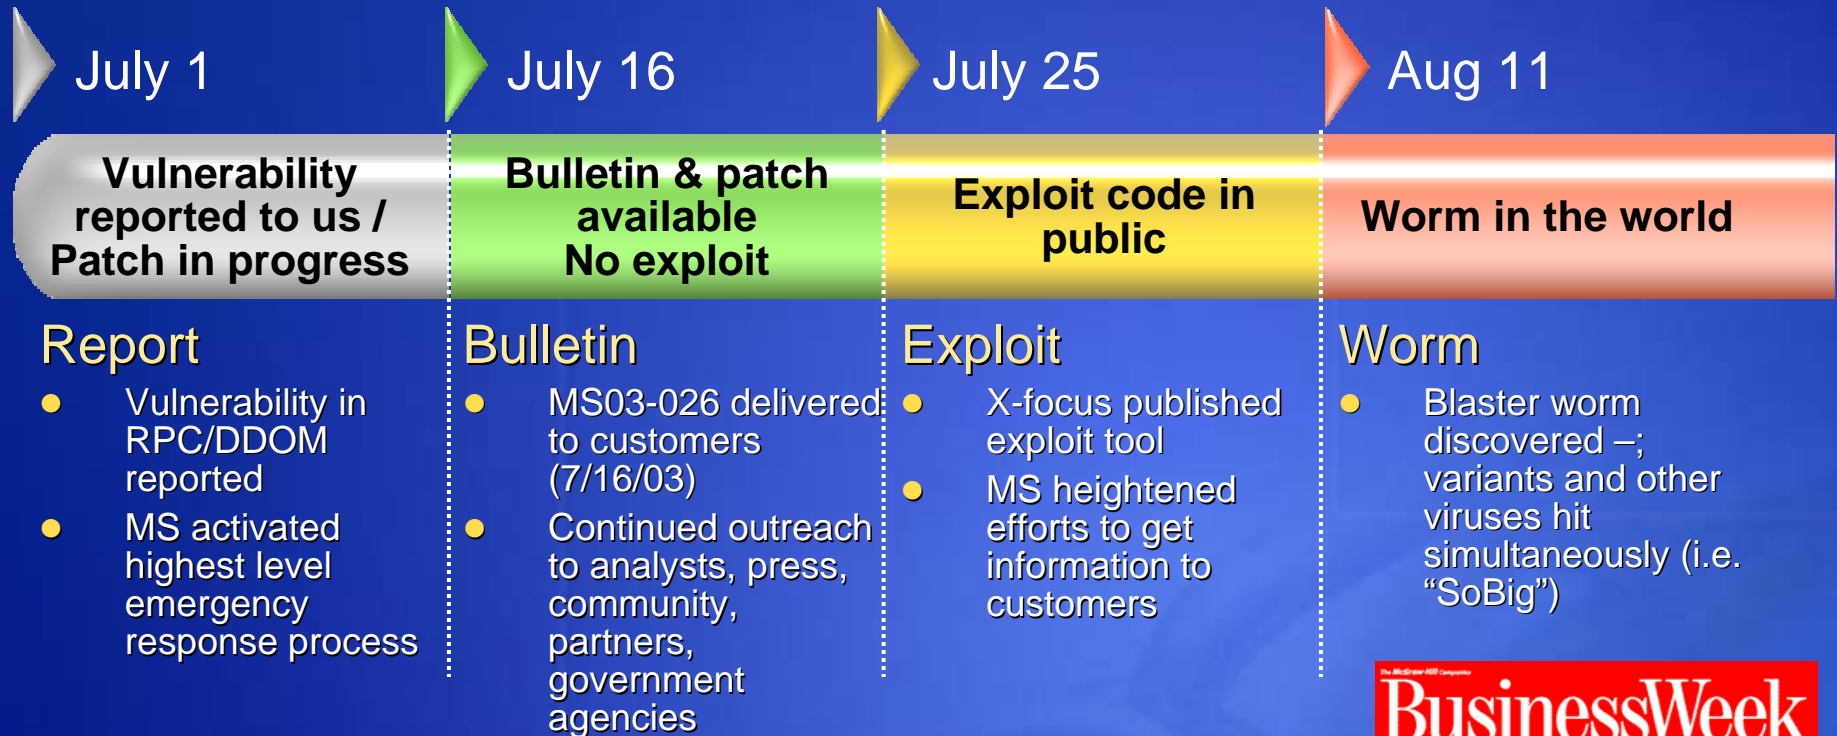 July 1
July 16
July 25
Aug 11
Vulnerability
reported to us /
Patch in progress
Bulletin & patch
available
No exploit
Exploit code in
public
Worm in the world
Report
Vulnerability in
RPC/DDOM
reported
MS activated
highest level
emergency
response process
Bulletin
MS03-026 delivered
to customers
(7/16/03)
Continued outreach
to analysts, press,
community,
partners,
government
agencies
Exploit
X-focus published
exploit tool
MS heightened
efforts to get
information to
customers
Worm
Blaster worm
discovered –;
variants and other
viruses hit
simultaneously (i.e.
“SoBig”)
The McGraw-Hill Companies
BusinessWeek